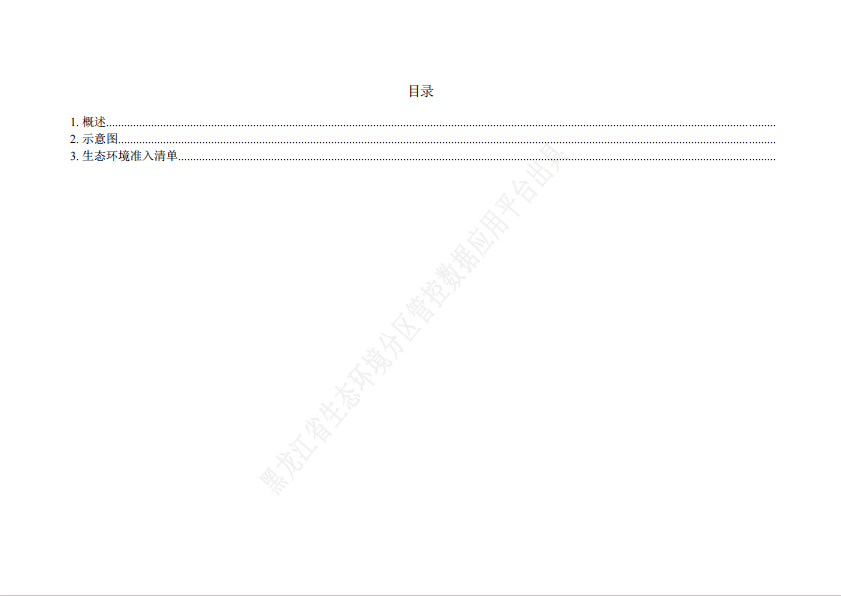 目录
1. 概述
2. 示意图
3. 生态环境准入清单
黑龙江省生态环境分区管控数据应用平台出具